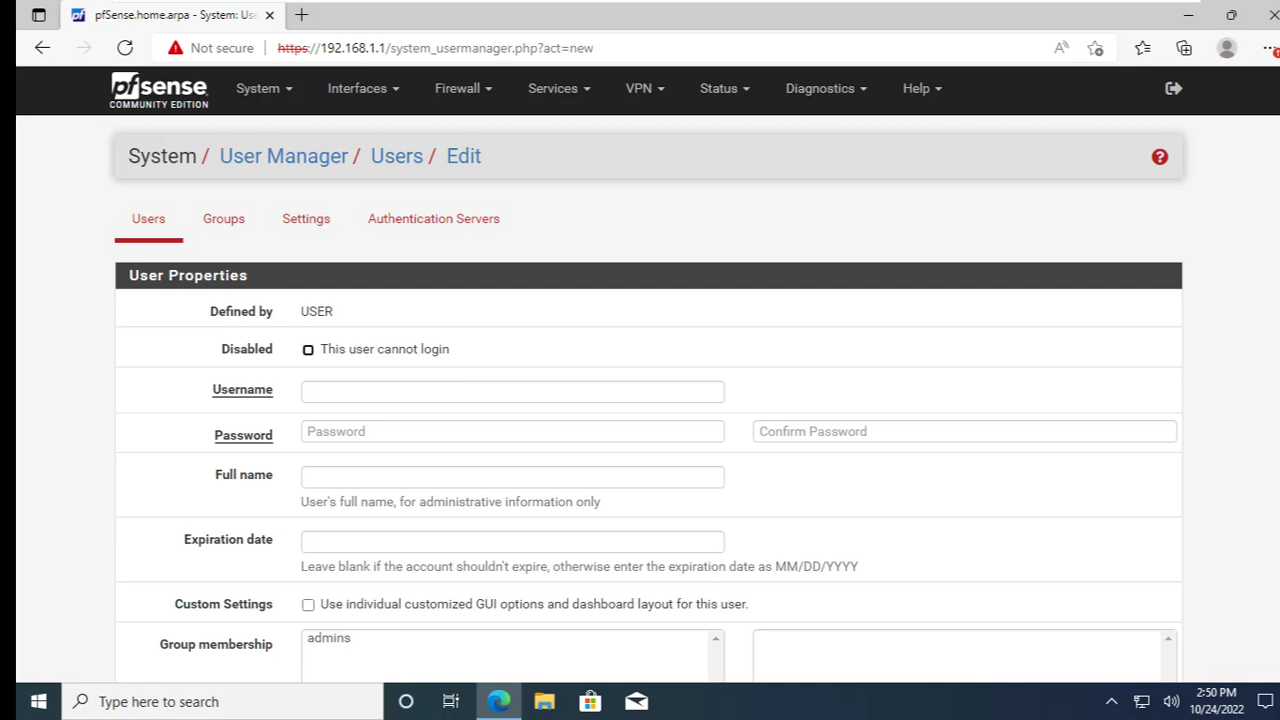 pfSense.home.arpa - System: Us
Not secure https://192.168.1.1/system_usermanager.php?act=new
pfsense COMMUNITY EDITION
System Interfaces Firewall Services VPN Status Diagnostics Help
System / User Manager / Users / Edit
Users Groups Settings Authentication Servers
User Properties
Defined by USER
Disabled This user cannot login
Username
Password Password Confirm Password
Full name
User's full name, for administrative information only
Expiration date
Leave blank if the account shouldn't expire, otherwise enter the expiration date as MM/DD/YYYY
Custom Settings Use individual customized GUI options and dashboard layout for this user.
Group membership admins
Type here to search
2:50 PM
10/24/2022